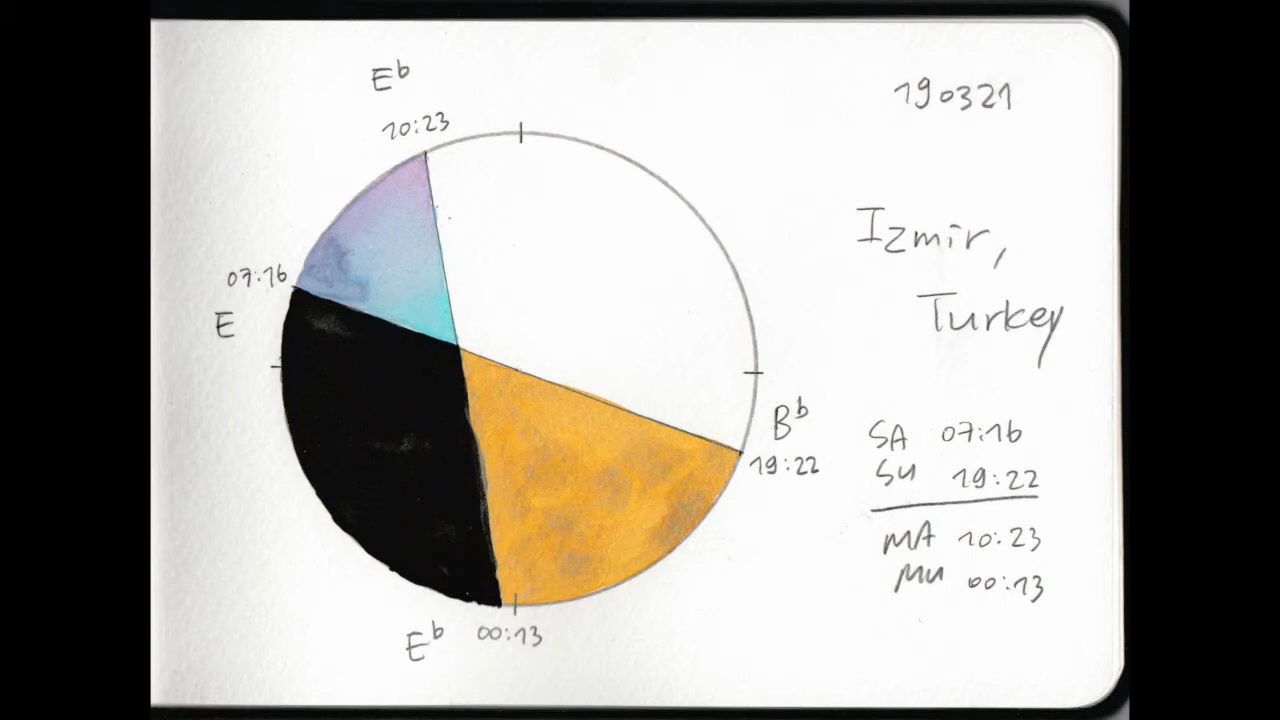 E♭
10:23
190321
Izmir,
Turkey
07:16
E
B♭
19:22
SA 07:16
SU 19:22
MA 10:23
MU 00:13
E♭ 00:13